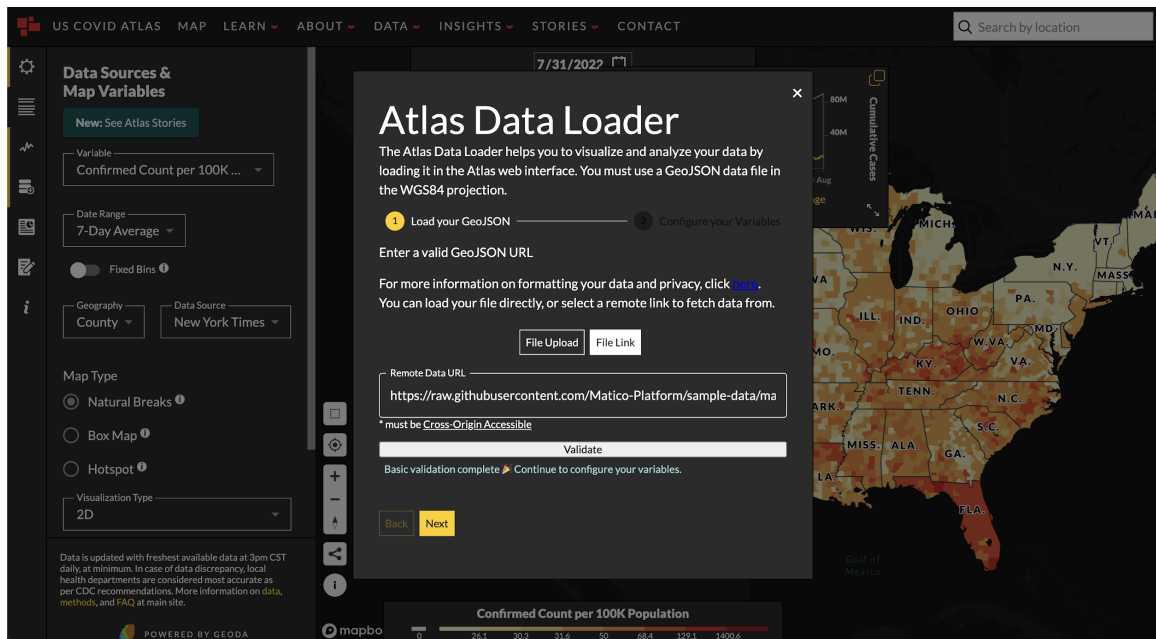 US COVID ATLAS MAP LEARN ABOUT DATA INSIGHTS STORIES CONTACT
Search by location
Data Sources &
Map Variables
New: See Atlas Stories
Variable
Confirmed Count per 100K ...
Date Range
7-Day Average
Fixed Bins
Geography
County
Data Source
New York Times
Map Type
Natural Breaks
Box Map
Hotspot
Visualization Type
2D
Data is updated with freshest available data at 3pm CST
daily, at minimum. In case of data discrepancy, local
health departments are considered most accurate as
per CDC recommendations. More information on data,
methods, and FAQ at main site.
POWERED BY GEODA
7/31/2022
Atlas Data Loader
The Atlas Data Loader helps you to visualize and analyze your data by
loading it in the Atlas web interface. You must use a GeoJSON data file in
the WGS84 projection.
1 Load your GeoJSON
2 Configure your Variables
Enter a valid GeoJSON URL
For more information on formatting your data and privacy, click here.
You can load your file directly, or select a remote link to fetch data from.
File Upload
File Link
Remote Data URL
https://raw.githubusercontent.com/Matico-Platform/sample-data/ma
* must be Cross-Origin Accessible
Validate
Basic validation complete 🎉 Continue to configure your variables.
Back
Next
80M
40M
Aug
Cumulative Cases
WIS.
MICH.
VT.
N.Y.
MASS
PA.
ILL.
IND.
OHIO
MD.
W.VA.
MO.
KY.
VA.
TENN.
N.C.
ARK.
S.C.
MISS.
ALA.
GA.
LA.
FLA.
Gulf of
Mexico
mapbo
Confirmed Count per 100K Population
0 26.1 30.3 31.6 50 68.4 129.1 1400.6